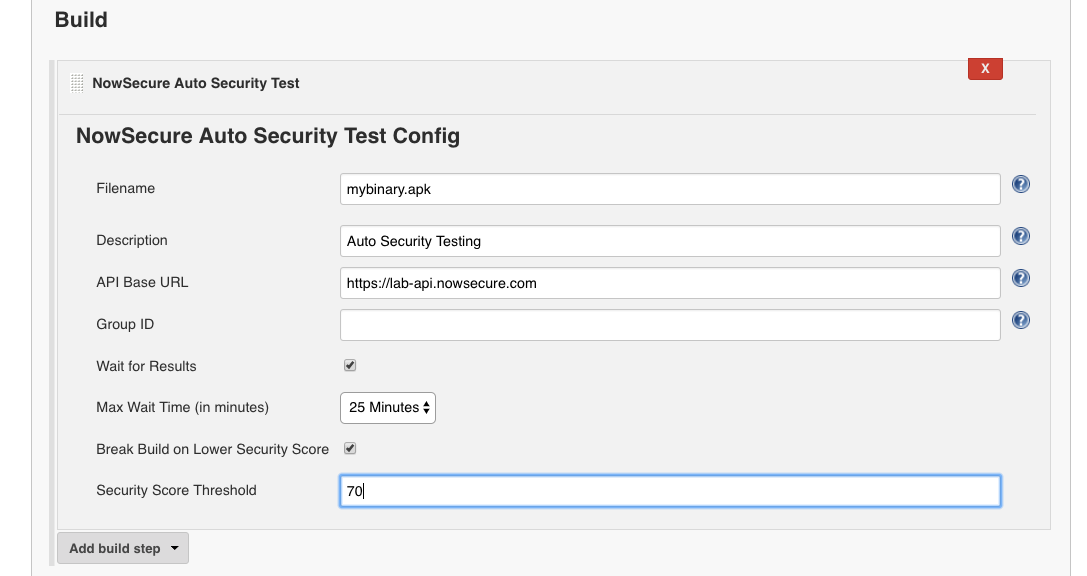 Build
NowSecure Auto Security Test
X
NowSecure Auto Security Test Config
Filename
mybinary.apk
?
Description
Auto Security Testing
?
API Base URL
https://lab-api.nowsecure.com
?
Group ID
?
Wait for Results
Max Wait Time (in minutes)
25 Minutes
Break Build on Lower Security Score
Security Score Threshold
70
Add build step